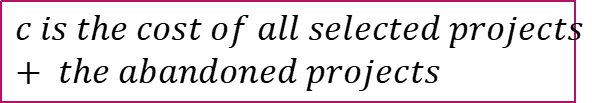 c is the cost of all selected projects
+ the abandoned projects